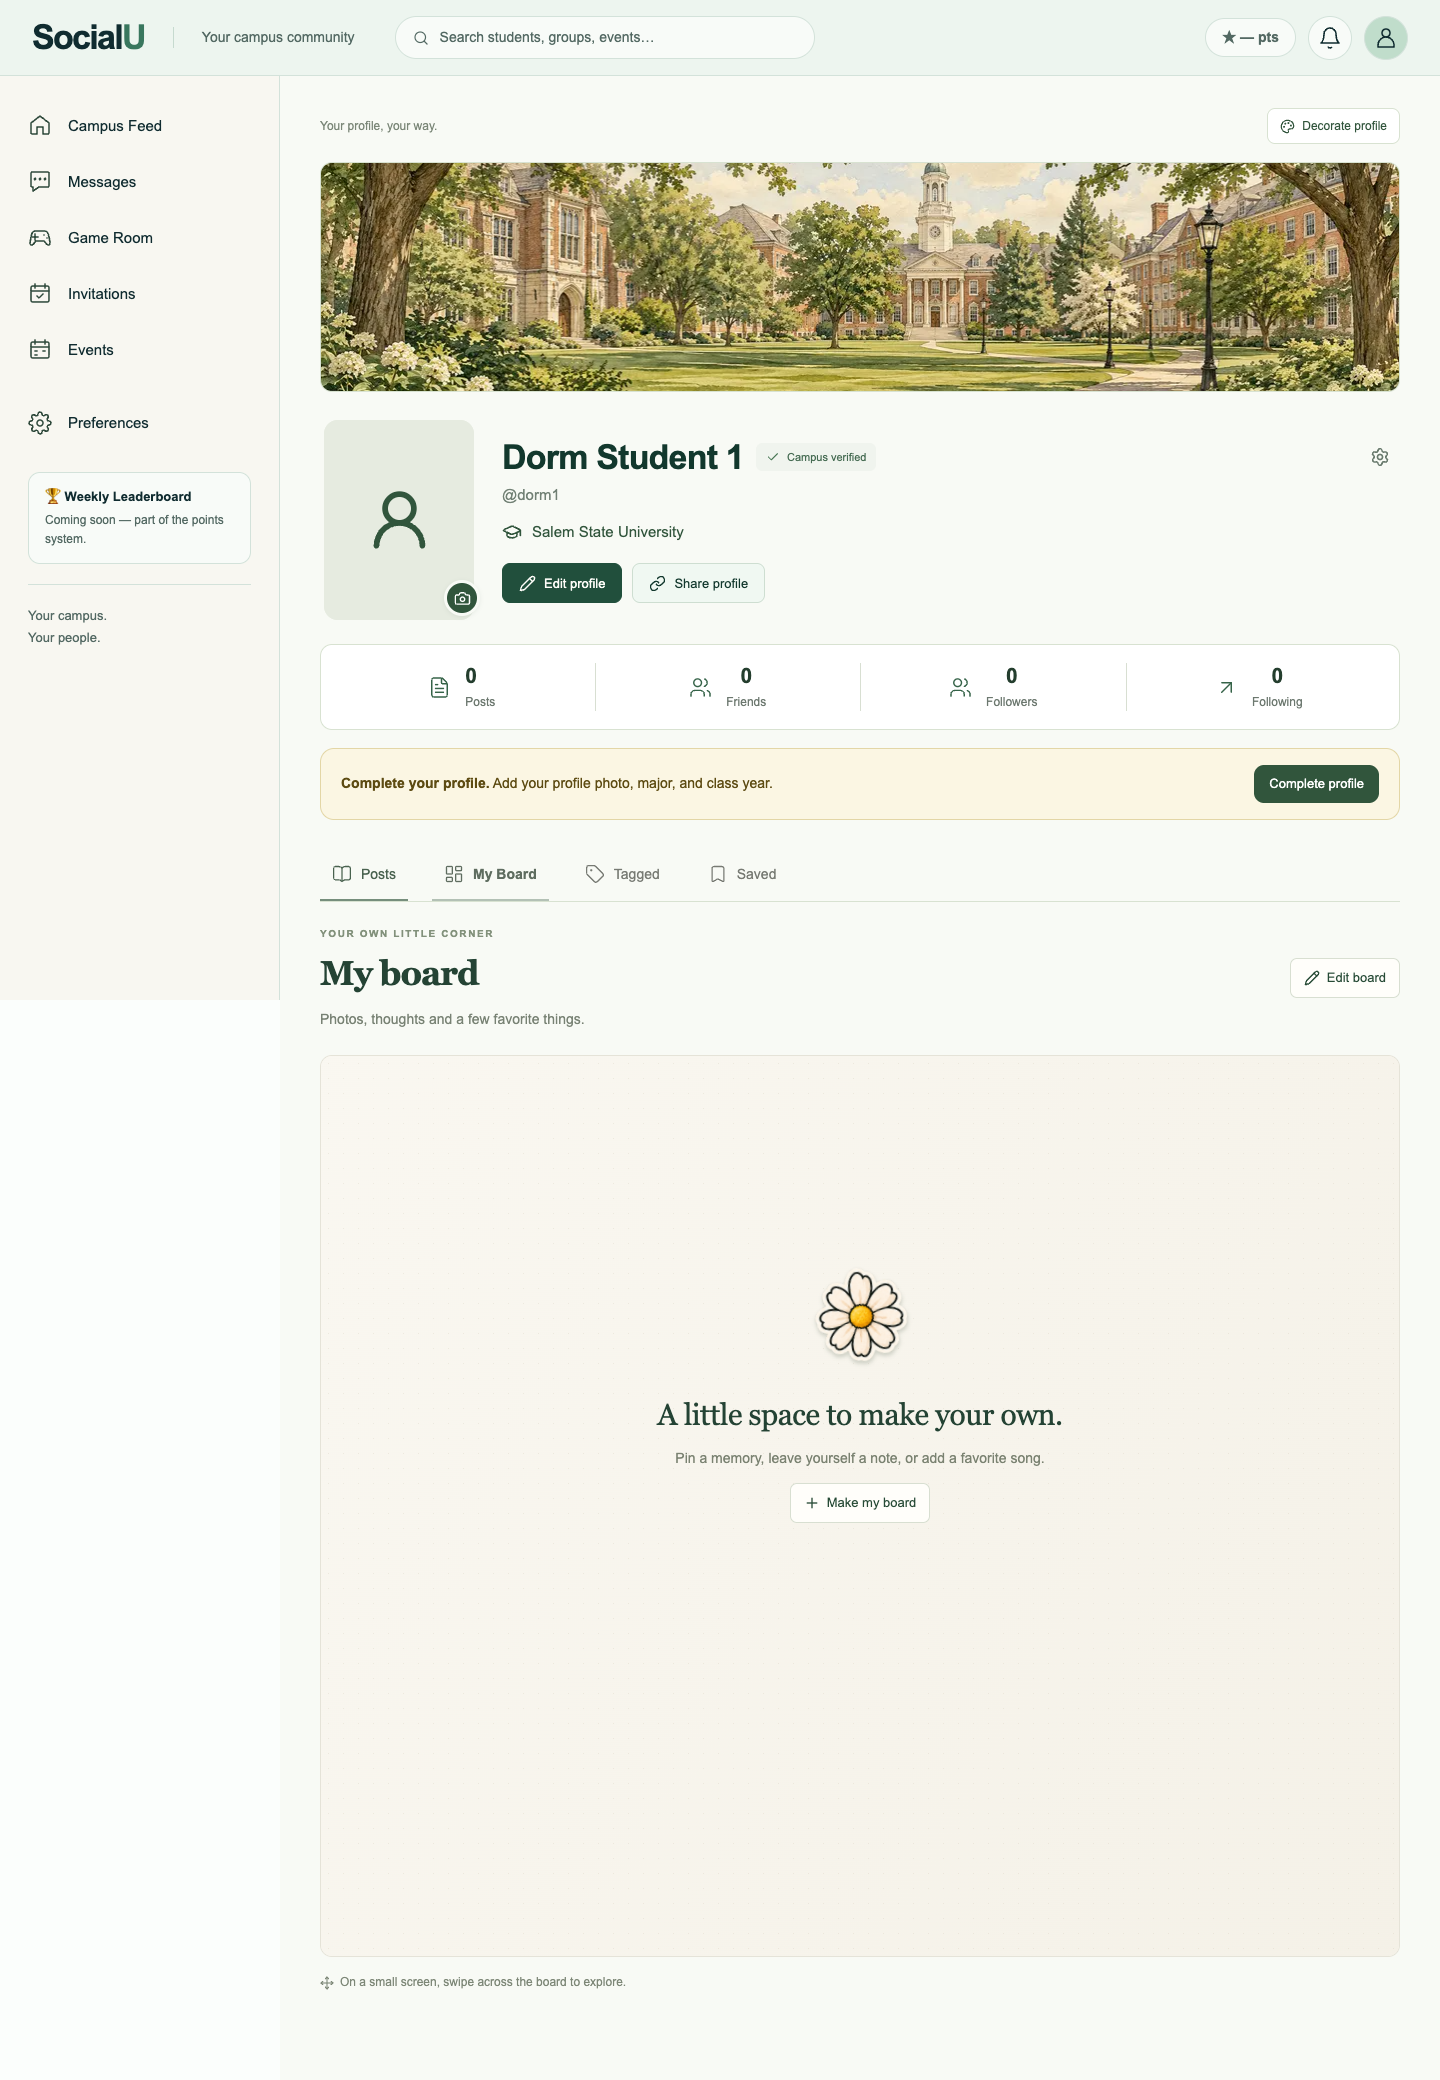 SocialU
Your campus community
Search students, groups, events…
★ — pts
Campus Feed
Messages
Game Room
Invitations
Events
Preferences
🏆 Weekly Leaderboard
Coming soon — part of the points
system.
Your campus.
Your people.
Your profile, your way.
Decorate profile
Dorm Student 1
Campus verified
@dorm1
Salem State University
Edit profile
Share profile
0
Posts
0
Friends
0
Followers
0
Following
Complete your profile. Add your profile photo, major, and class year.
Complete profile
Posts
My Board
Tagged
Saved
YOUR OWN LITTLE CORNER
My board
Edit board
Photos, thoughts and a few favorite things.
A little space to make your own.
Pin a memory, leave yourself a note, or add a favorite song.
Make my board
On a small screen, swipe across the board to explore.